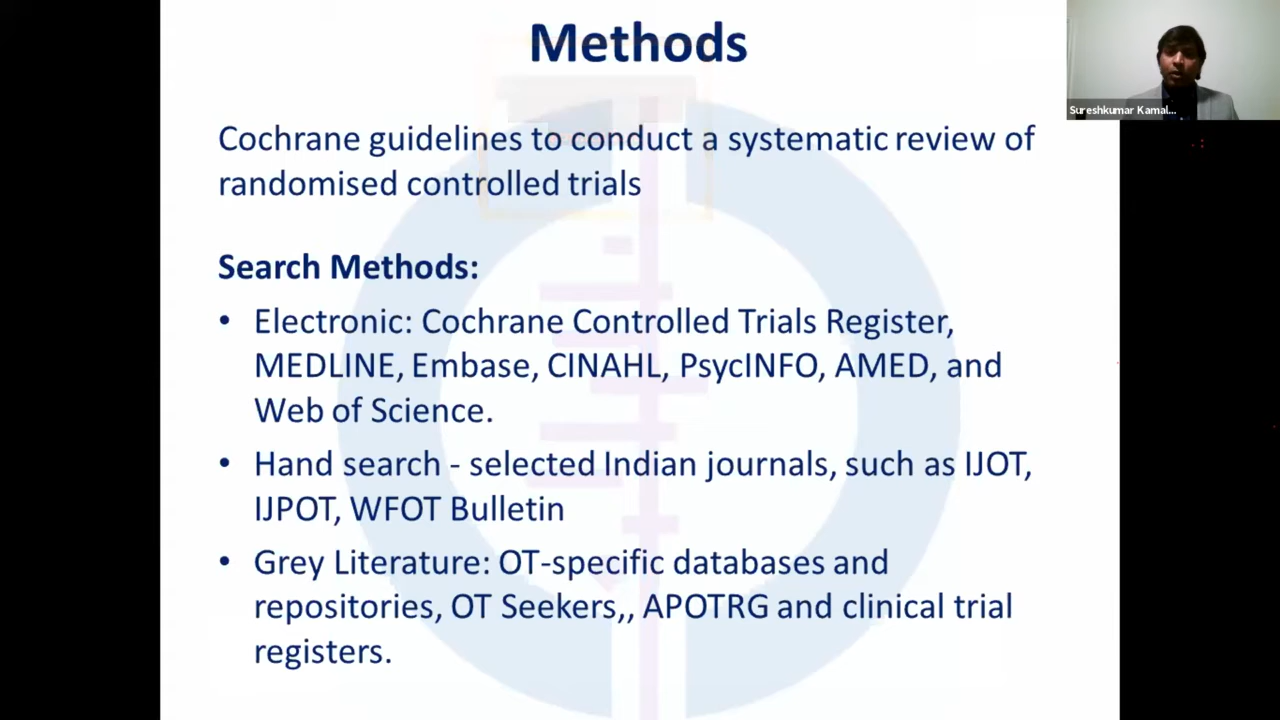 Methods
Sureshkumar Kamal...
Cochrane guidelines to conduct a systematic review of
randomised controlled trials
Search Methods:
• Electronic: Cochrane Controlled Trials Register,
MEDLINE, Embase, CINAHL, PsycINFO, AMED, and
Web of Science.
• Hand search - selected Indian journals, such as IJOT,
IJPOT, WFOT Bulletin
• Grey Literature: OT-specific databases and
repositories, OT Seekers,, APOTRG and clinical trial
registers.